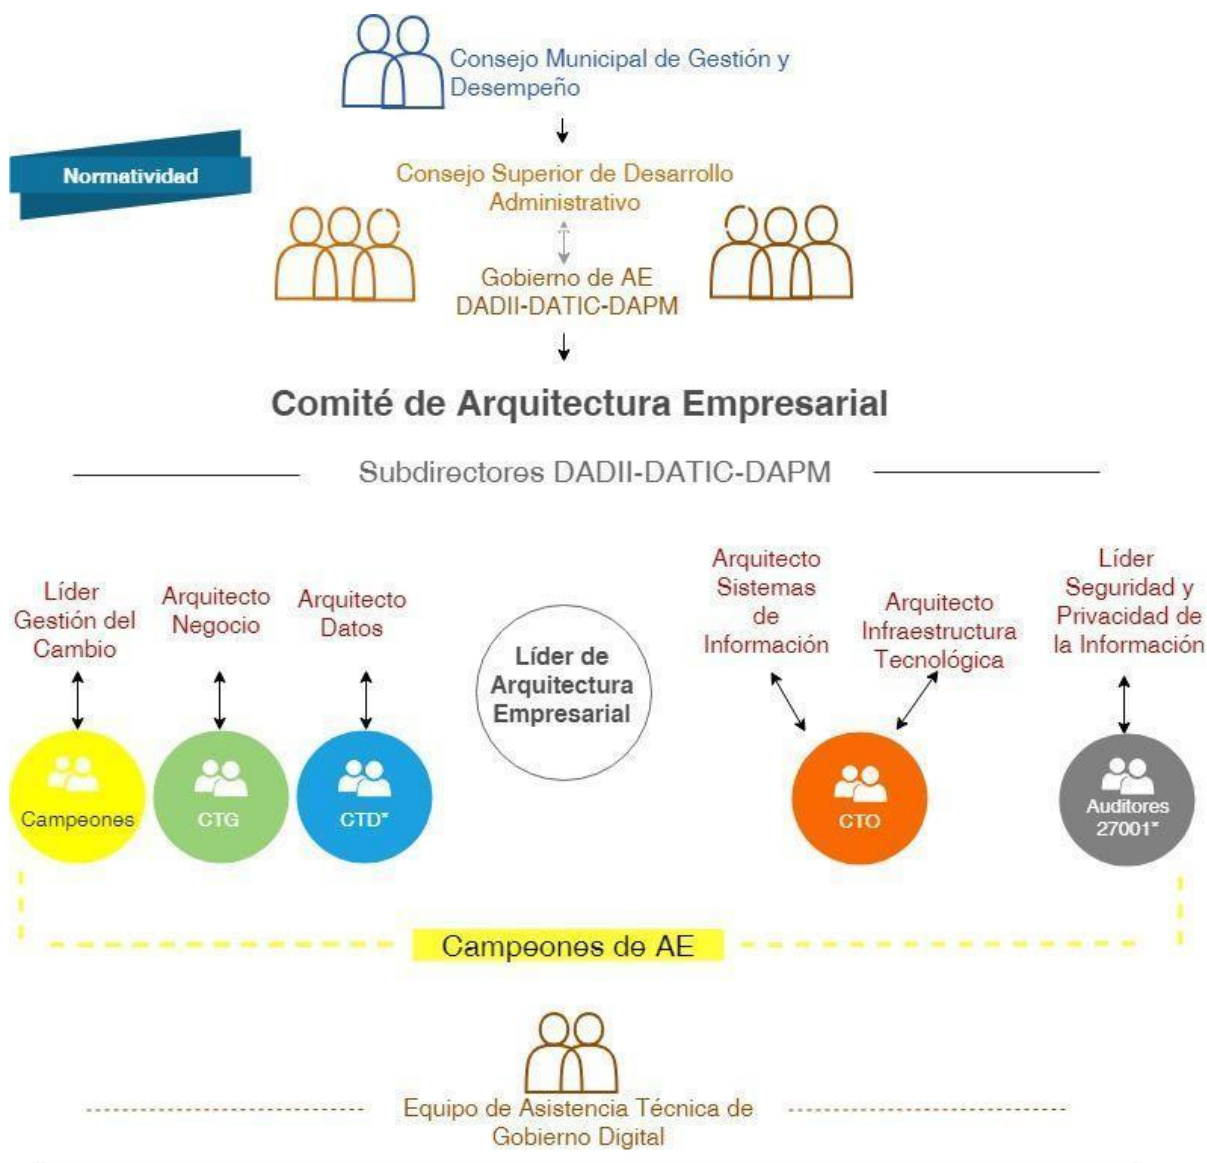 Consejo Municipal de Gestión y
Desempeño
Normatividad
Consejo Superior de Desarrollo
Administrativo
Gobierno de AE
DADII-DATIC-DAPM
Comité de Arquitectura Empresarial
Subdirectores DADII-DATIC-DAPM
Líder
Gestión del
Cambio
Arquitecto
Negocio
Arquitecto
Datos
Líder de
Arquitectura
Empresarial
Arquitecto
Sistemas
de
Información
Arquitecto
Infraestructura
Tecnológica
Líder
Seguridad y
Privacidad de
la Información
Campeones
CTG
CTD*
CTO
Auditores
27001*
Campeones de AE
Equipo de Asistencia Técnica de
Gobierno Digital